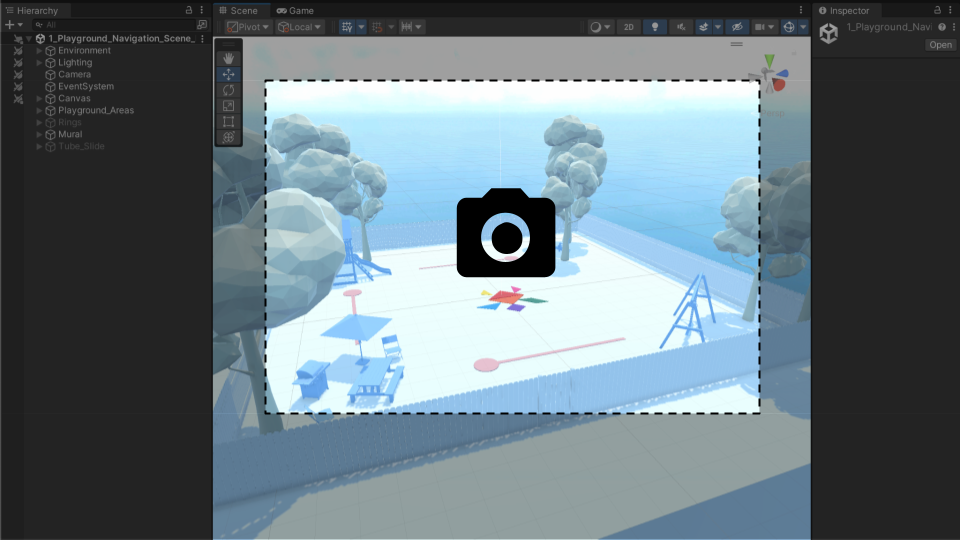 Hierarchy
All
1_Playground_Navigation_Scene_
Environment
Lighting
Camera
EventSystem
Canvas
Playground_Areas
Rings
Mural
Tube_Slide
Scene
Game
Pivot
Local
2D
Inspector
1_Playground_Navi
Open